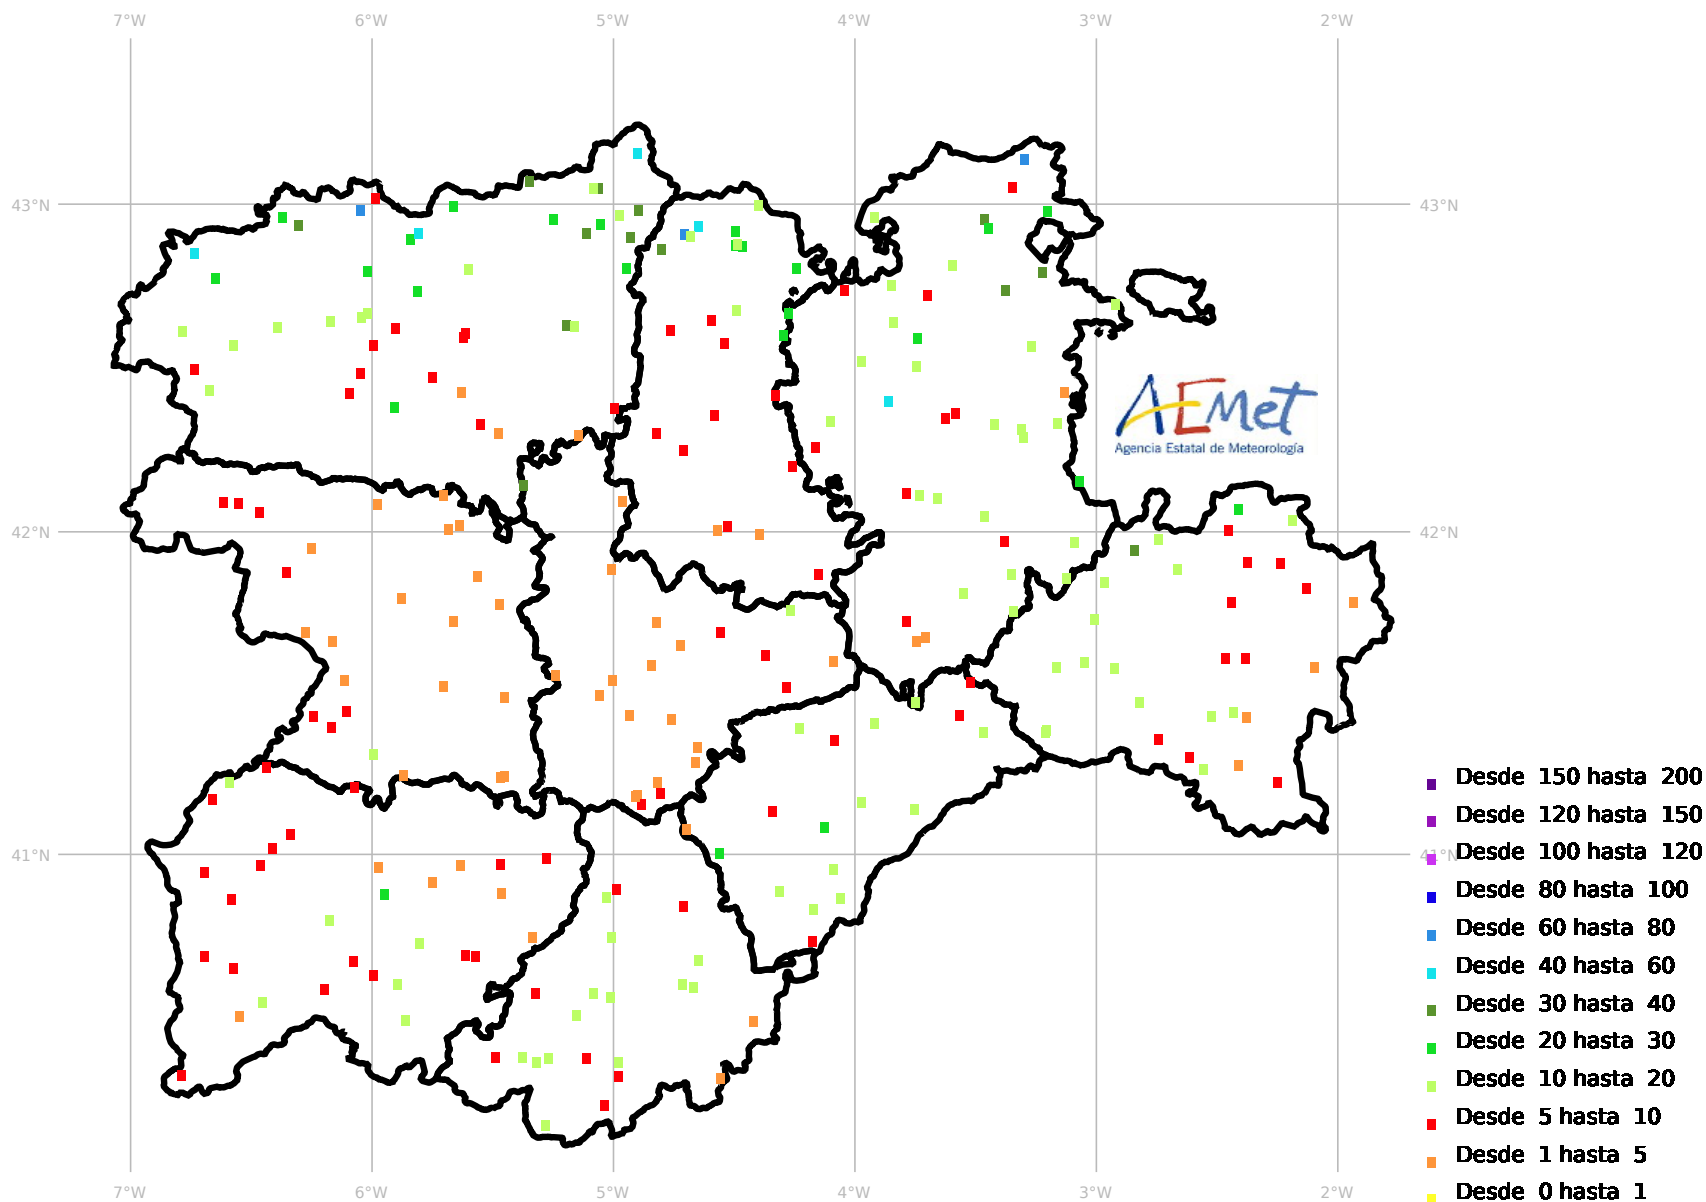 7°W 6°W 5°W 4°W 3°W 2°W
43°N 43°N
AEMet
Agencia Estatal de Meteorología
42°N 42°N
Desde 150 hasta 200
Desde 120 hasta 150
41°N Desde 100 hasta 120 41°N
Desde 80 hasta 100
Desde 60 hasta 80
Desde 40 hasta 60
Desde 30 hasta 40
Desde 20 hasta 30
Desde 10 hasta 20
Desde 5 hasta 10
Desde 1 hasta 5
Desde 0 hasta 1
7°W 6°W 5°W 4°W 3°W 2°W